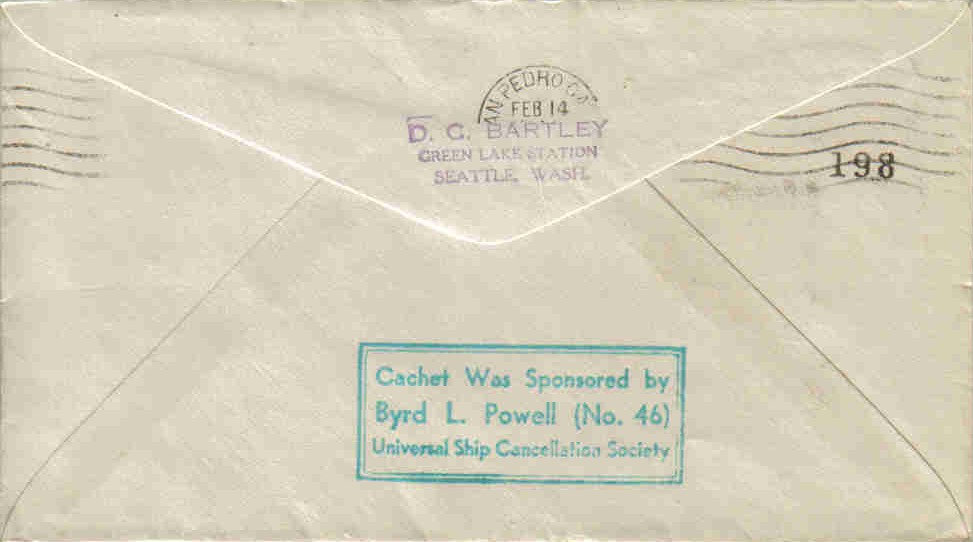 AN PEDRO CA
FEB 14
D. C. BARTLEY
GREEN LAKE STATION
SEATTLE, WASH.
198
Cachet Was Sponsored by
Byrd L. Powell (No. 46)
Universal Ship Cancellation Society